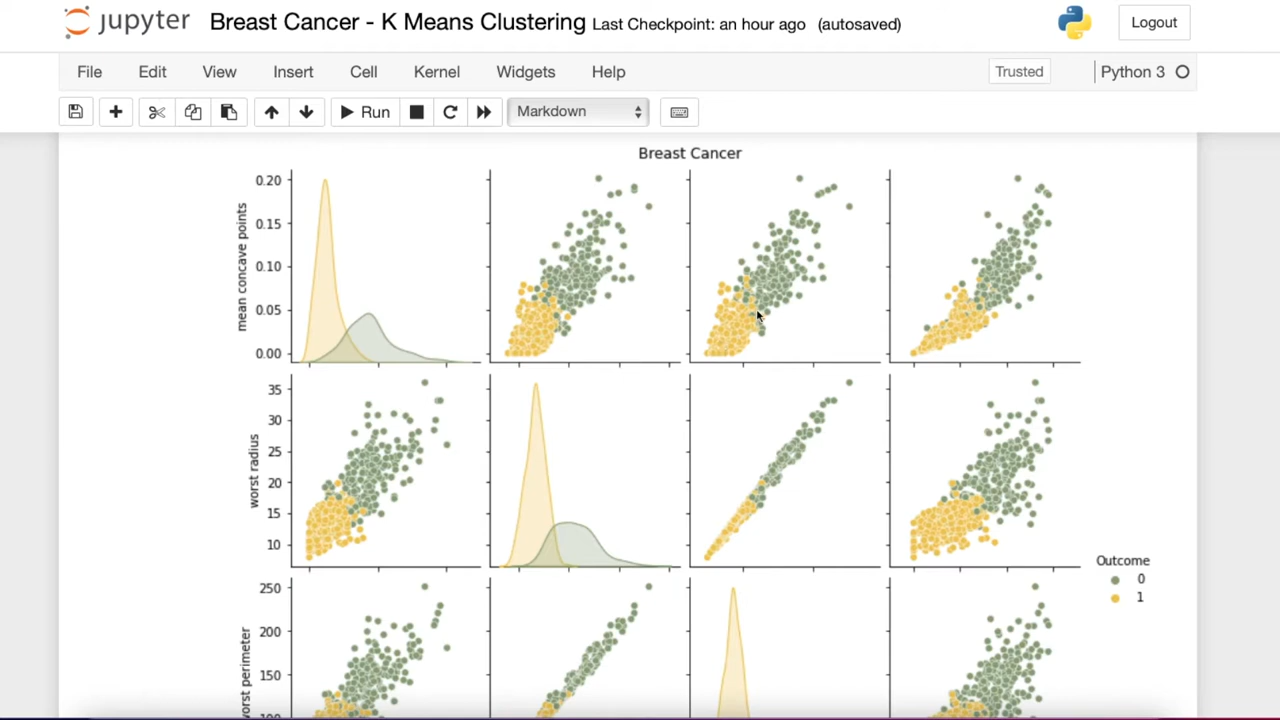 jupyter Breast Cancer - K Means Clustering Last Checkpoint: an hour ago (autosaved) Logout
File Edit View Insert Cell Kernel Widgets Help Trusted Python 3
Run Markdown
Breast Cancer
mean concave points
0.20
0.15
0.10
0.05
0.00
worst radius
35
30
25
20
15
10
Outcome
0
1
worst perimeter
250
200
150
100